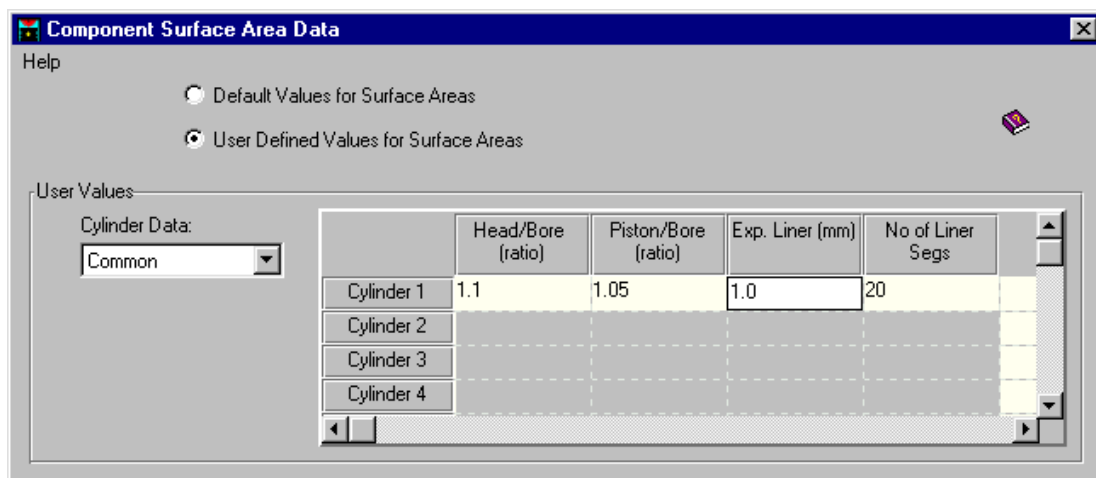 Component Surface Area Data
Help
Default Values for Surface Areas
User Defined Values for Surface Areas
User Values
Cylinder Data:
Common
Head/Bore (ratio) Piston/Bore (ratio) Exp. Liner (mm) No of Liner Segs
Cylinder 1 1.1 1.05 1.0 20
Cylinder 2
Cylinder 3
Cylinder 4